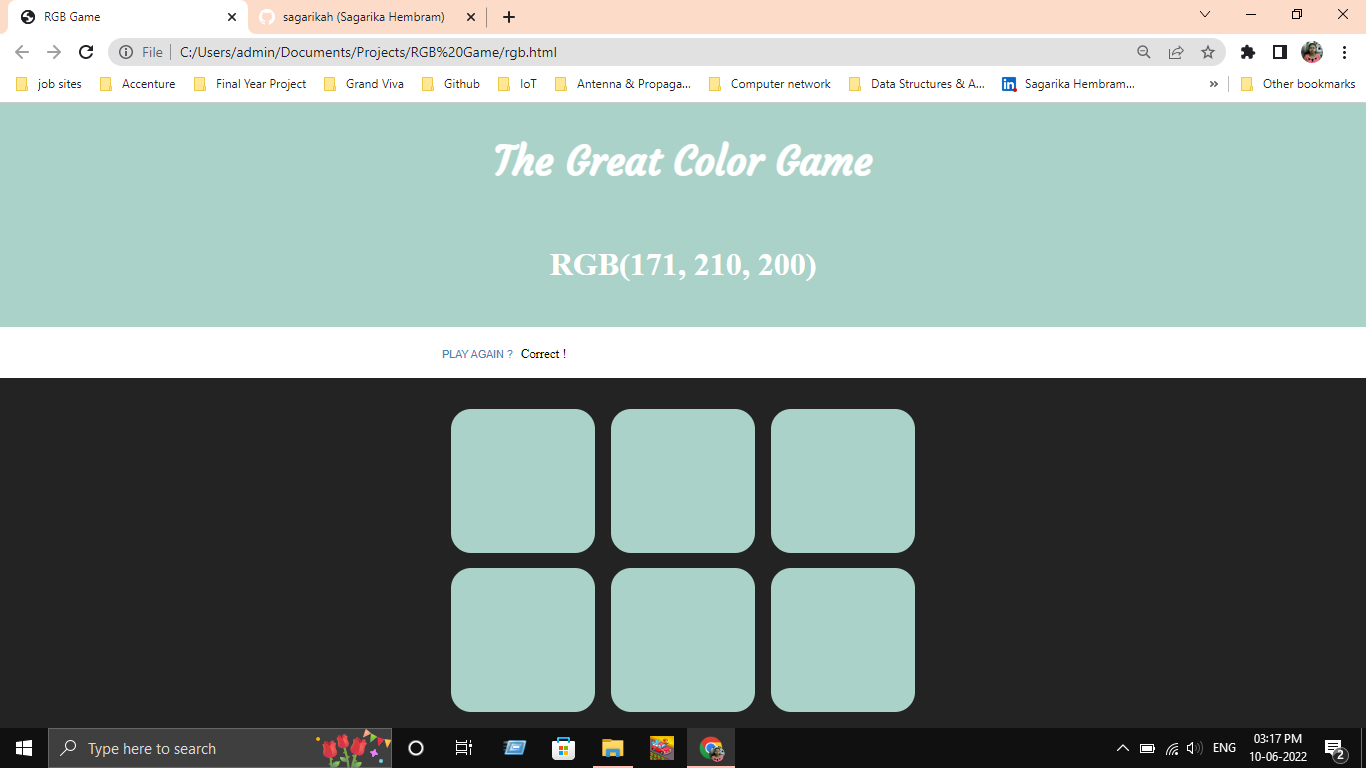 RGB Game
sagarikah (Sagarika Hembram)
File
C:/Users/admin/Documents/Projects/RGB%20Game/rgb.html
job sites Accenture Final Year Project Grand Viva Github IoT Antenna & Propaga... Computer network Data Structures & A... in Sagarika Hembram... » Other bookmarks
The Great Color Game
RGB(171, 210, 200)
PLAY AGAIN ? Correct !
Type here to search
ENG
03:17 PM
10-06-2022
2